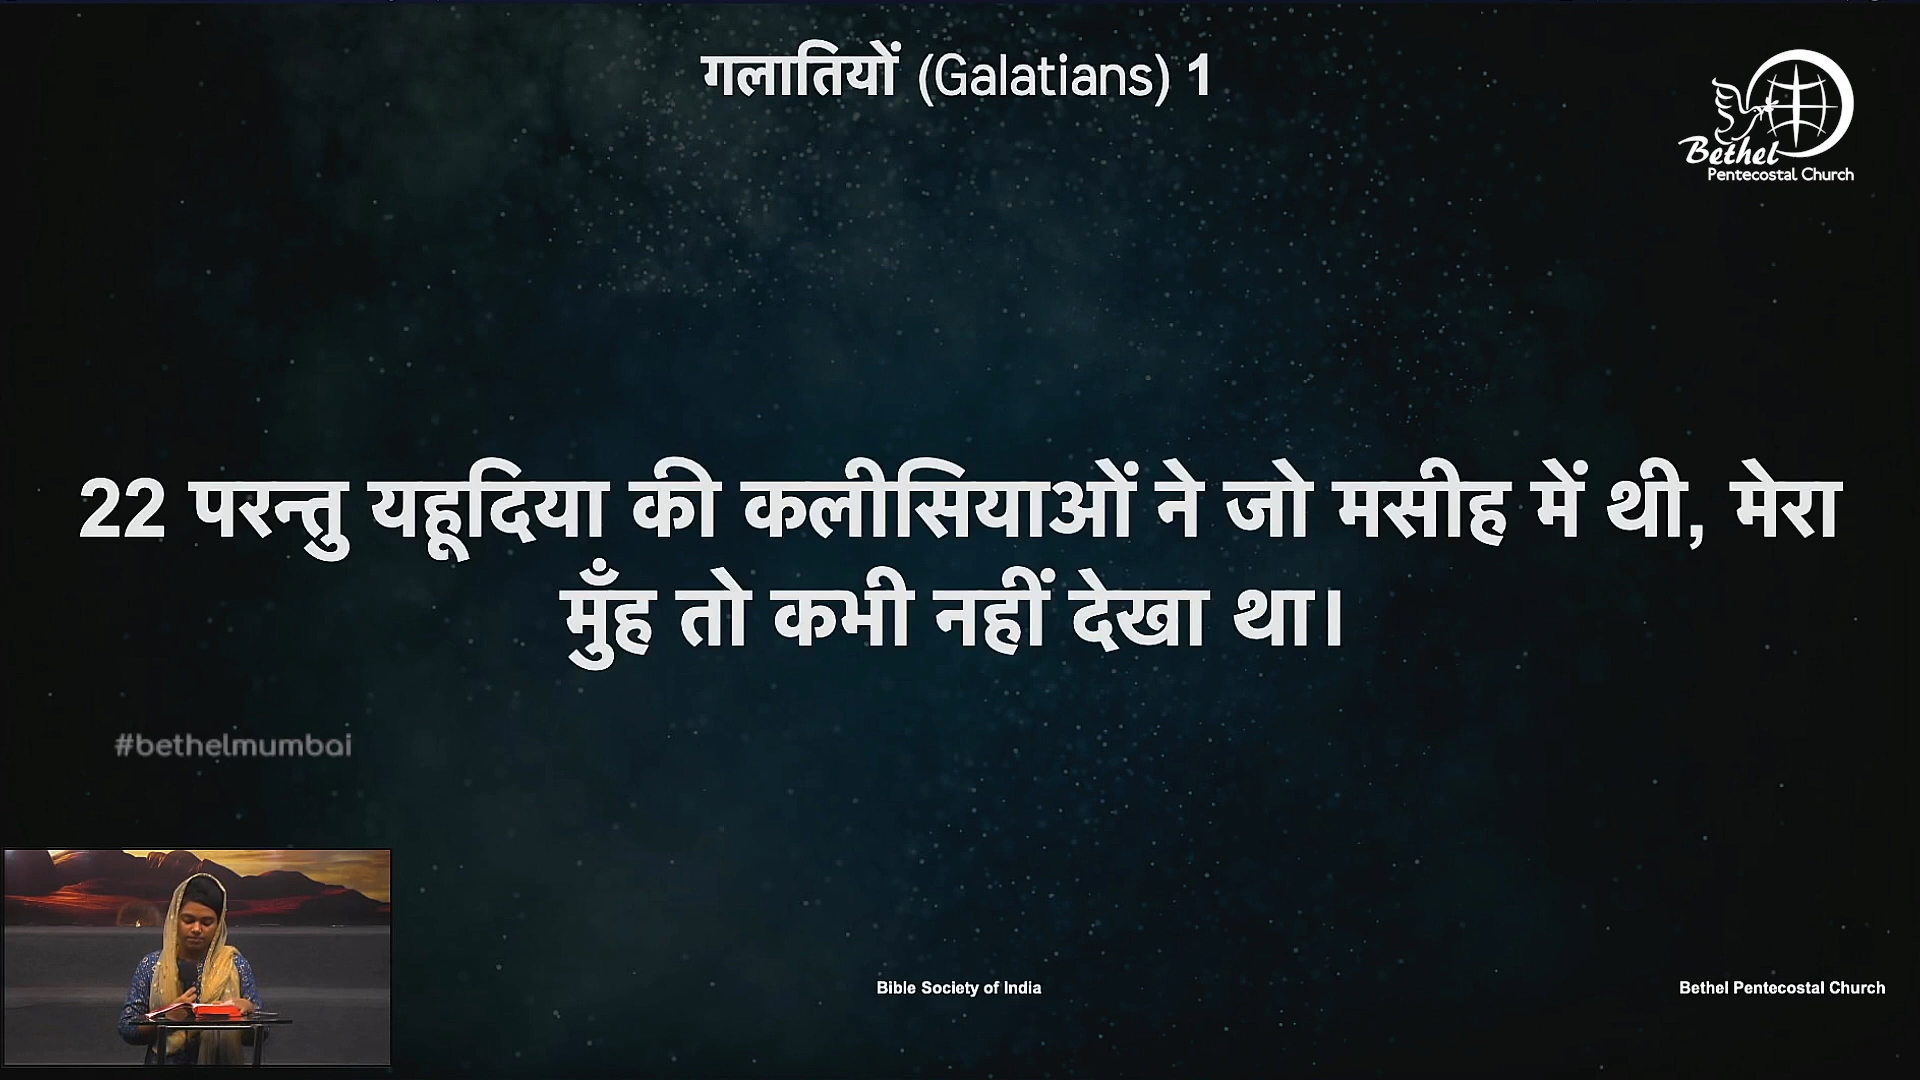 गलातियों (Galatians) 1
Bethel
Pentecostal Church
22 परन्तु यहूदिया की कलीसियाओं ने जो मसीह में थी, मेरा
मुँह तो कभी नहीं देखा था।
#bethelmumbai
Bible Society of India
Bethel Pentecostal Church